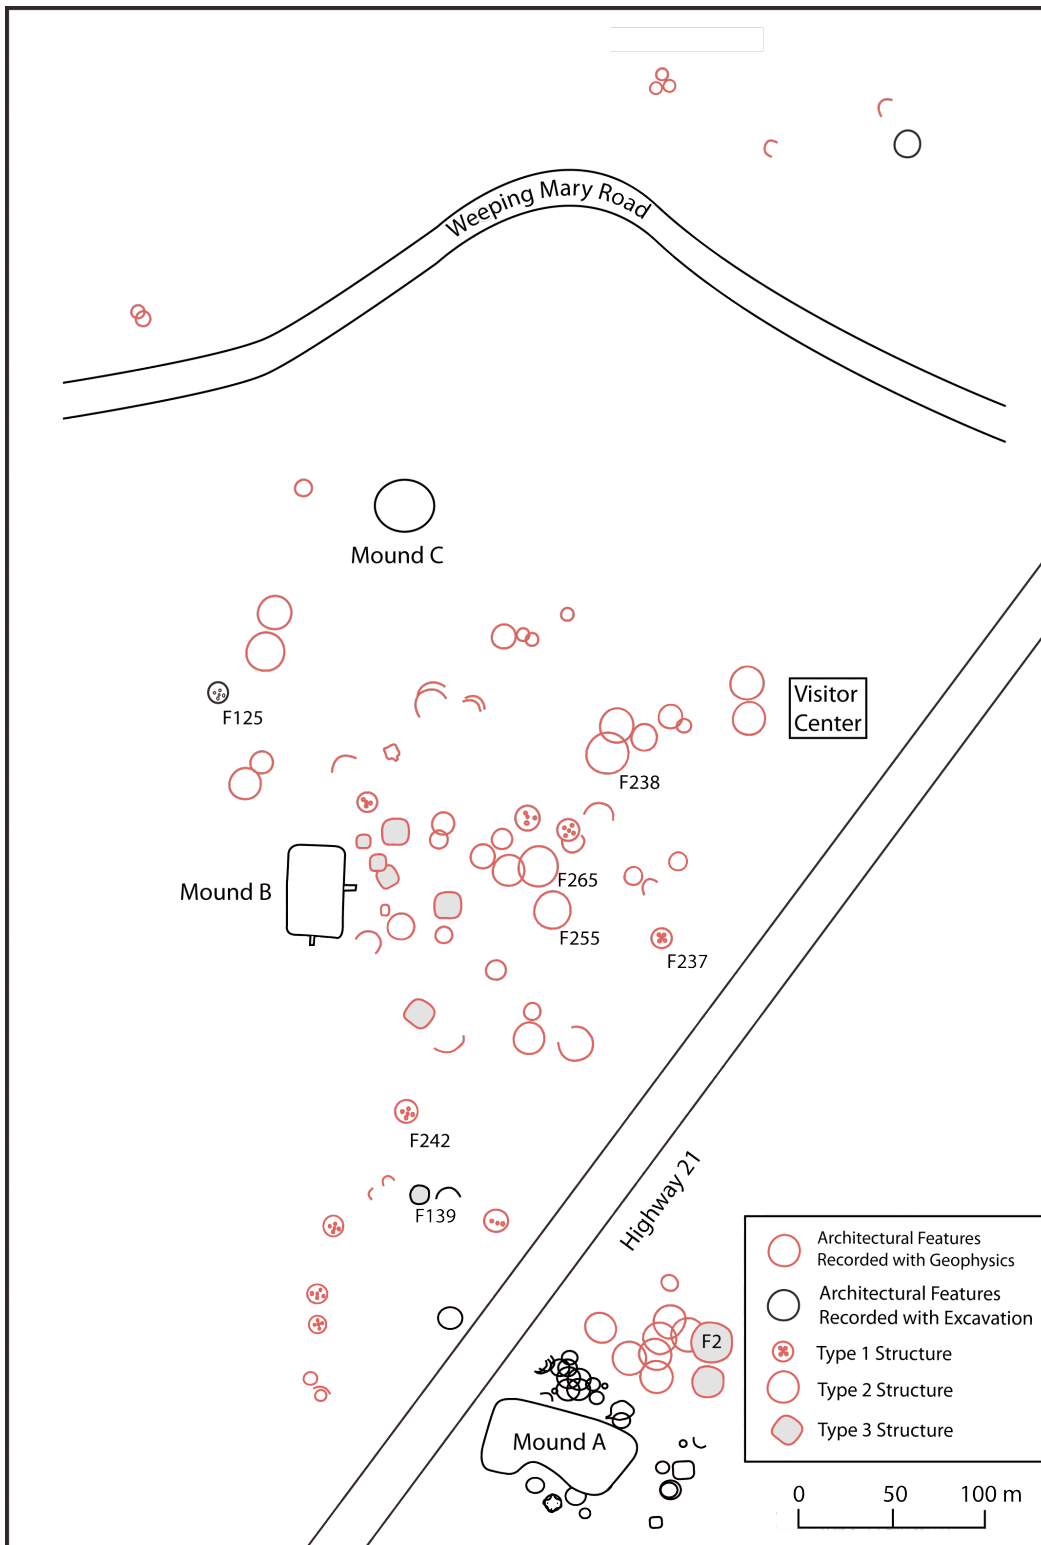 Weeping Mary Road
Mound C
Visitor
Center
F125
F238
Mound B
F265
F255
F237
F242
F139
Highway 21
Architectural Features
Recorded with Geophysics
Architectural Features
Recorded with Excavation
F2
Type 1 Structure
Type 2 Structure
Type 3 Structure
Mound A
0 50 100 m